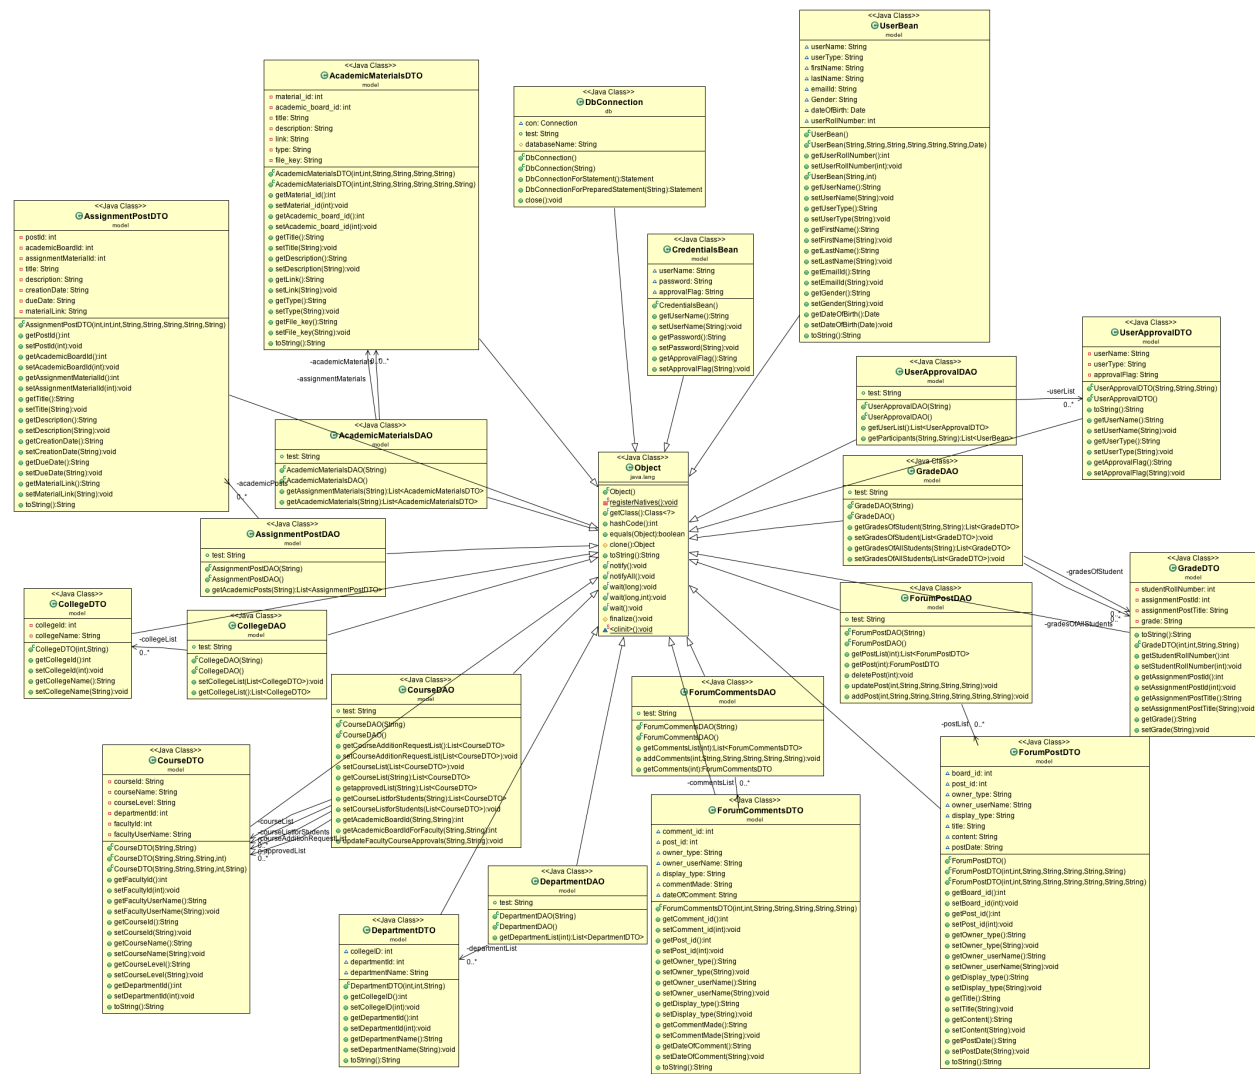 <<Java Class>>
UserBean
model
userName: String
userType: String
firstName: String
lastName: String
emailId: String
Gender: String
dateOfBirth: Date
userRollNumber: int
UserBean()
UserBean(String,String,String,String,String,String,Date)
getUserRollNumber():int
setUserRollNumber(int):void
UserBean(String,int)
getUserName():String
setUserName(String):void
getUserType():String
setUserType(String):void
getFirstName():String
setFirstName(String):void
getLastName():String
setLastName(String):void
getEmailId():String
setEmailId(String):void
getGender():String
setGender(String):void
getDateOfBirth():Date
setDateOfBirth(Date):void
toString():String
<<Java Class>>
AcademicMaterialsDTO
model
material_id: int
academic_board_id: int
title: String
description: String
link: String
type: String
file_key: String
AcademicMaterialsDTO(int,int,String,String,String,String)
AcademicMaterialsDTO(int,int,String,String,String,String,String)
getMaterial_id():int
setMaterial_id(int):void
getAcademic_board_id():int
setAcademic_board_id(int):void
getTitle():String
setTitle(String):void
getDescription():String
setDescription(String):void
getLink():String
setLink(String):void
getType():String
setType(String):void
getFile_key():String
setFile_key(String):void
toString():String
<<Java Class>>
DbConnection
db
con: Connection
test: String
databaseName: String
DbConnection()
DbConnection(String)
DbConnectionForStatement():Statement
DbConnectionForPreparedStatement(String):Statement
close():void
<<Java Class>>
AssignmentPostDTO
model
postId: int
academicBoardId: int
assignmentMaterialId: int
title: String
description: String
creationDate: String
dueDate: String
materialLink: String
AssignmentPostDTO(int,int,int,String,String,String,String,String)
getPostId():int
setPostId(int):void
getAcademicBoardId():int
setAcademicBoardId(int):void
getAssignmentMaterialId():int
setAssignmentMaterialId(int):void
getTitle():String
setTitle(String):void
getDescription():String
setDescription(String):void
getCreationDate():String
setCreationDate(String):void
getDueDate():String
setDueDate(String):void
getMaterialLink():String
setMaterialLink(String):void
toString():String
<<Java Class>>
CredentialsBean
model
userName: String
password: String
approvalFlag: String
CredentialsBean()
getUserName():String
setUserName(String):void
getPassword():String
setPassword(String):void
getApprovalFlag():String
setApprovalFlag(String):void
<<Java Class>>
UserApprovalDTO
model
userName: String
userType: String
approvalFlag: String
UserApprovalDTO(String,String,String)
UserApprovalDTO()
toString():String
getUserName():String
setUserName(String):void
getUserType():String
setUserType(String):void
getApprovalFlag():String
setApprovalFlag(String):void
<<Java Class>>
UserApprovalDAO
model
test: String
UserApprovalDAO(String)
UserApprovalDAO()
getUserList():List<UserApprovalDTO>
getParticipants(String,String):List<UserBean>
-userList
0..*
-academicMaterials
0..*
-assignmentMaterials
<<Java Class>>
AcademicMaterialsDAO
model
test: String
AcademicMaterialsDAO(String)
AcademicMaterialsDAO()
getAssignmentMaterials(String):List<AcademicMaterialsDTO>
getAcademicMaterials(String):List<AcademicMaterialsDTO>
<<Java Class>>
Object
java.lang
Object()
registerNatives():void
getClass():Class<?>
hashCode():int
equals(Object):boolean
clone():Object
toString():String
notify():void
notifyAll():void
wait(long):void
wait(long,int):void
wait():void
finalize():void
<clinit>():void
<<Java Class>>
GradeDAO
model
test: String
GradeDAO(String)
GradeDAO()
getGradesOfStudent(String,String):List<GradeDTO>
setGradesOfStudent(List<GradeDTO>):void
getGradesOfAllStudents(String):List<GradeDTO>
setGradesOfAllStudents(List<GradeDTO>):void
-academicPosts
0..*
<<Java Class>>
AssignmentPostDAO
model
test: String
AssignmentPostDAO(String)
AssignmentPostDAO()
getAcademicPosts(String):List<AssignmentPostDTO>
-gradesOfStudent
0..*
-gradesOfAllStudents
0..*
<<Java Class>>
GradeDTO
model
studentRollNumber: int
assignmentPostId: int
assignmentPostTitle: String
grade: String
toString():String
GradeDTO(int,int,String,String)
getStudentRollNumber():int
setStudentRollNumber(int):void
getAssignmentPostId():int
setAssignmentPostId(int):void
getAssignmentPostTitle():String
setAssignmentPostTitle(String):void
getGrade():String
setGrade(String):void
<<Java Class>>
CollegeDTO
model
collegeId: int
collegeName: String
CollegeDTO(int,String)
getCollegeId():int
setCollegeId(int):void
getCollegeName():String
setCollegeName(String):void
-collegeList
0..*
<<Java Class>>
CollegeDAO
model
test: String
CollegeDAO(String)
CollegeDAO()
setCollegeList(List<CollegeDTO>):void
getCollegeList():List<CollegeDTO>
<<Java Class>>
ForumPostDAO
model
test: String
ForumPostDAO(String)
ForumPostDAO()
getPostList(int):List<ForumPostDTO>
getPost(int):ForumPostDTO
deletePost(int):void
updatePost(int,String,String,String,String):void
addPost(int,String,String,String,String,String,String):void
-postList
0..*
<<Java Class>>
CourseDAO
model
test: String
CourseDAO(String)
CourseDAO()
getCourseAdditionRequestList():List<CourseDTO>
setCourseAdditionRequestList(List<CourseDTO>):void
setCourseList(List<CourseDTO>):void
getCourseList(String):List<CourseDTO>
getapprovedList(String):List<CourseDTO>
getCourseListforStudents(String):List<CourseDTO>
setCourseListforStudents(List<CourseDTO>):void
getAcademicBoardId(String,String):int
getAcademicBoardIdForFaculty(String,String):int
updateFacultyCourseApprovals(String,String):void
<<Java Class>>
ForumCommentsDAO
model
test: String
ForumCommentsDAO(String)
ForumCommentsDAO()
getCommentsList(int):List<ForumCommentsDTO>
addComments(int,String,String,String,String,String):void
getComments(int):ForumCommentsDTO
-commentsList
0..*
<<Java Class>>
CourseDTO
model
courseId: String
courseName: String
courseLevel: String
departmentId: int
facultyId: int
facultyUserName: String
CourseDTO(String,String)
CourseDTO(String,String,String,int)
CourseDTO(String,String,String,int,String)
getFacultyId():int
setFacultyId(int):void
getFacultyUserName():String
setFacultyUserName(String):void
getCourseId():String
setCourseId(String):void
getCourseName():String
setCourseName(String):void
getCourseLevel():String
setCourseLevel(String):void
getDepartmentId():int
setDepartmentId(int):void
toString():String
-courseList
-courseListforStudents
-courseAdditionRequestList
-approvedList
0..*
<<Java Class>>
ForumPostDTO
model
board_id: int
post_id: int
owner_type: String
owner_userName: String
display_type: String
title: String
content: String
postDate: String
ForumPostDTO()
ForumPostDTO(int,int,String,String,String,String,String)
ForumPostDTO(int,int,String,String,String,String,String,String)
getBoard_id():int
setBoard_id(int):void
getPost_id():int
setPost_id(int):void
getOwner_type():String
setOwner_type(String):void
getOwner_userName():String
setOwner_userName(String):void
getDisplay_type():String
setDisplay_type(String):void
getTitle():String
setTitle(String):void
getContent():String
setContent(String):void
getPostDate():String
setPostDate(String):void
toString():String
<<Java Class>>
ForumCommentsDTO
model
comment_id: int
post_id: int
owner_type: String
owner_userName: String
display_type: String
commentMade: String
dateOfComment: String
ForumCommentsDTO(int,int,String,String,String,String,String)
getComment_id():int
setComment_id(int):void
getPost_id():int
setPost_id(int):void
getOwner_type():String
setOwner_type(String):void
getOwner_userName():String
setOwner_userName(String):void
getDisplay_type():String
setDisplay_type(String):void
getCommentMade():String
setCommentMade(String):void
getDateOfComment():String
setDateOfComment(String):void
toString():String
<<Java Class>>
DepartmentDAO
model
test: String
DepartmentDAO(String)
DepartmentDAO()
getDepartmentList(int):List<DepartmentDTO>
-departmentList
0..*
<<Java Class>>
DepartmentDTO
model
collegeID: int
departmentId: int
departmentName: String
DepartmentDTO(int,int,String)
getCollegeID():int
setCollegeID(int):void
getDepartmentId():int
setDepartmentId(int):void
getDepartmentName():String
setDepartmentName(String):void
toString():String